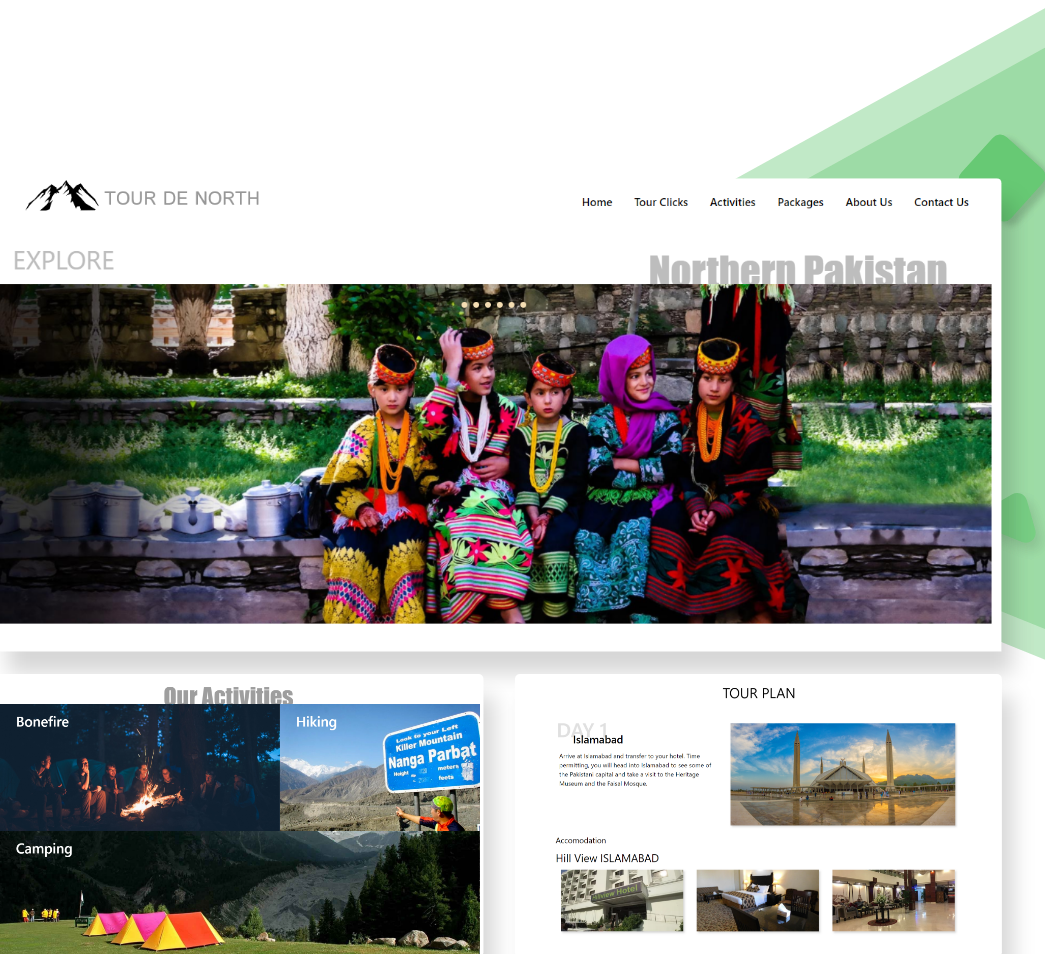 TOUR DE NORTH
Home Tour Clicks Activities Packages About Us Contact Us
EXPLORE
Northern Pakistan
Our Activities
Bonefire
Hiking
Look to your Left
Killer Mountain
Nanga Parbat
Height
meters
feets
Camping
TOUR PLAN
DAY 1
Islamabad
Arrive at Islamabad and transfer to your hotel. Time
permitting, you will head into Islamabad to see some of
the Pakistani capital and take a visit to the Heritage
Museum and the Faisal Mosque.
Accomodation
Hill View ISLAMABAD
Hotel